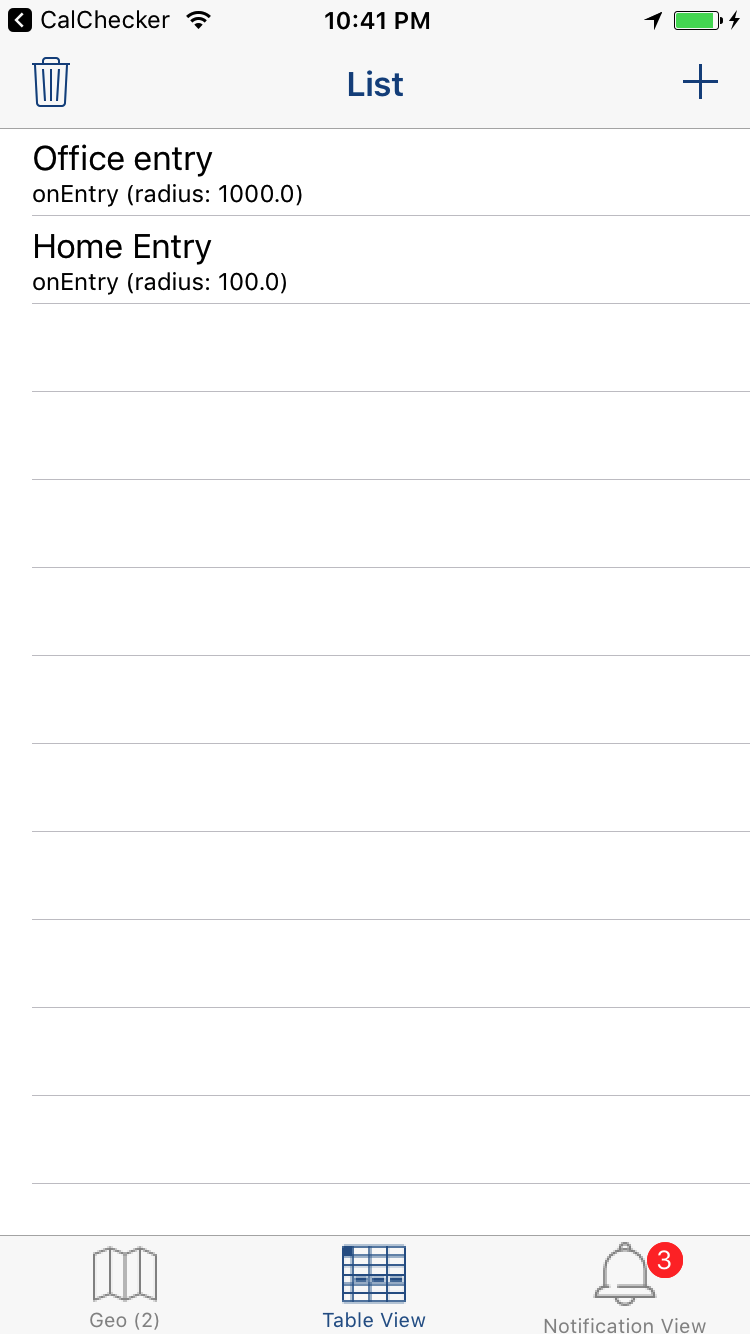 CalChecker
10:41 PM
List
Office entry
onEntry (radius: 1000.0)
Home Entry
onEntry (radius: 100.0)
3
Geo (2)
Table View
Notification View